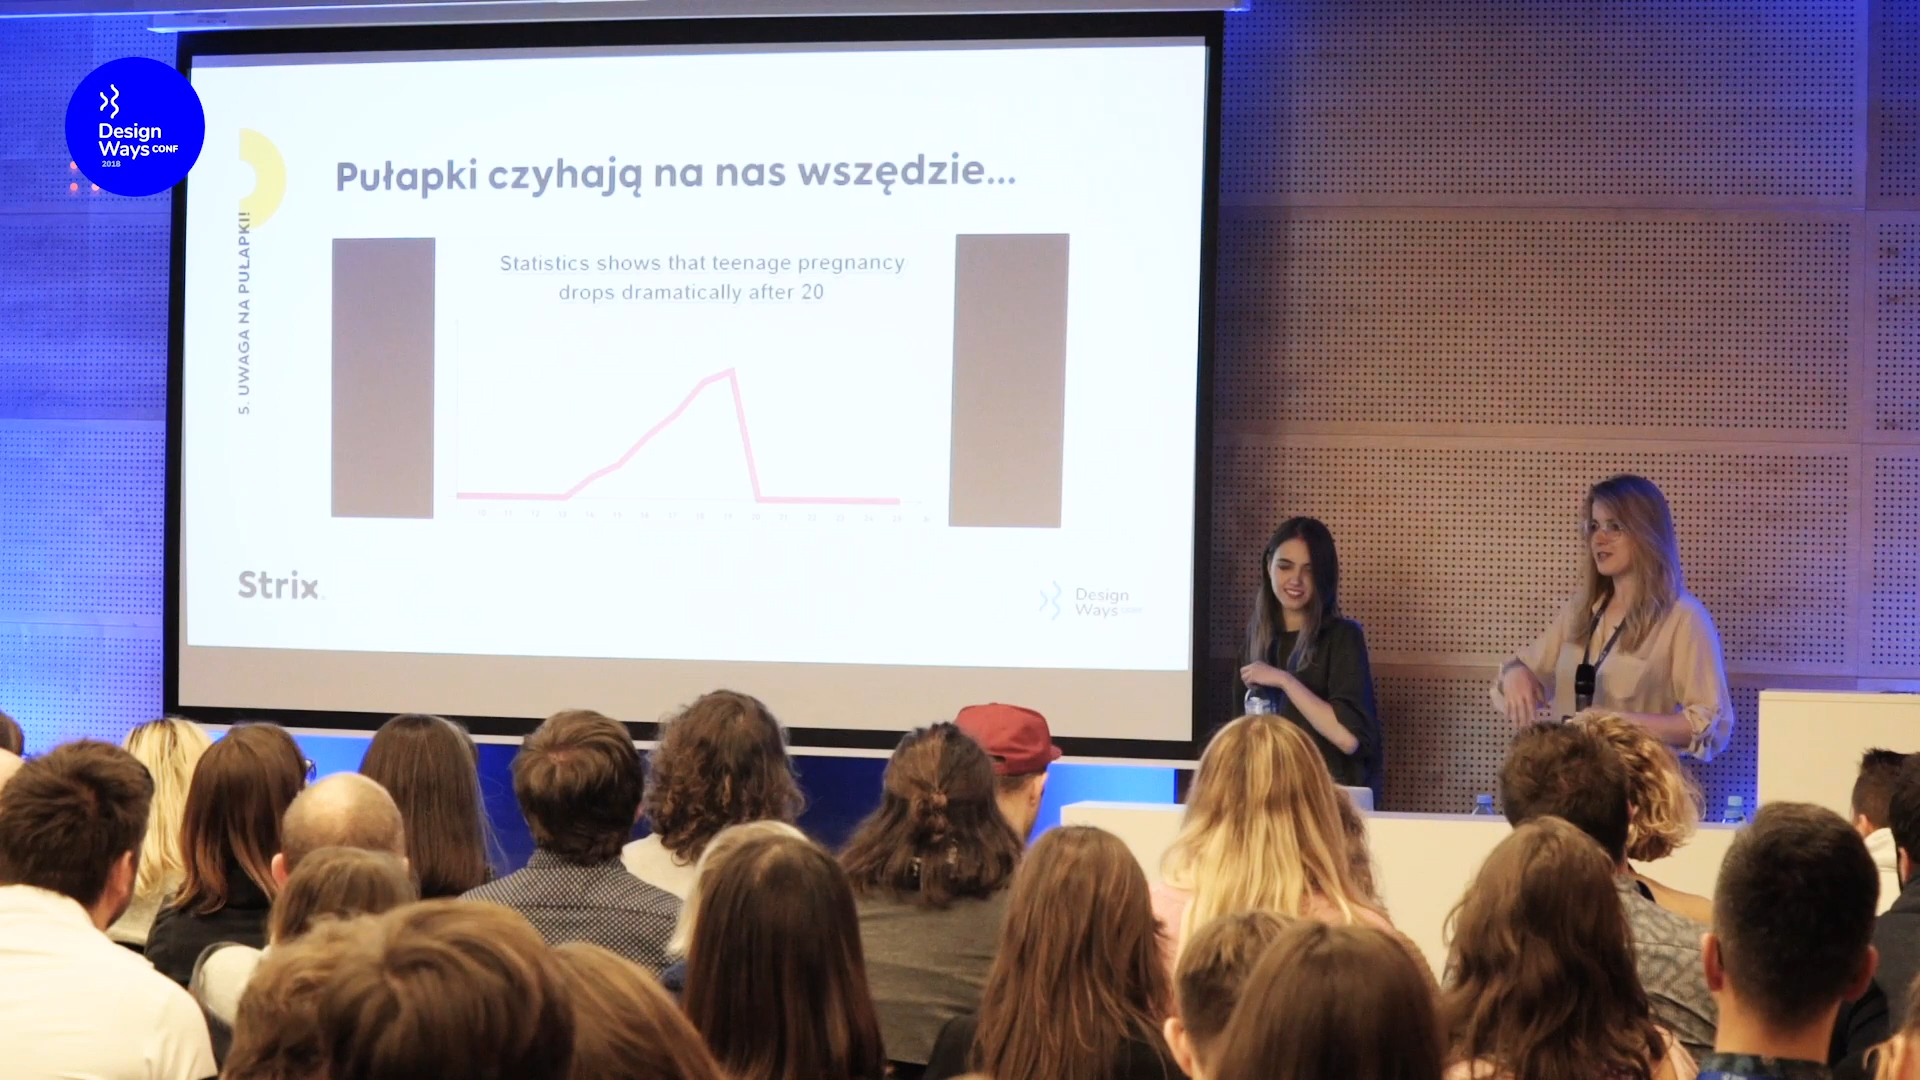 Design
Ways CONF
2018
Pułapki czyhają na nas wszędzie...
5. UWAGA NA PUŁAPKI!
Statistics shows that teenage pregnancy
drops dramatically after 20
Strix
Design
Ways